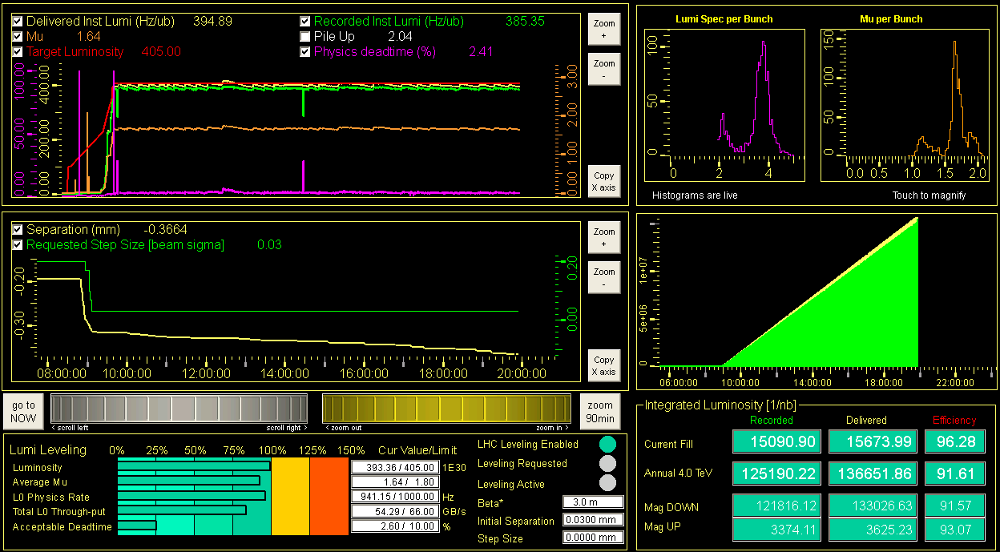 Delivered Inst Lumi (Hz/ub) 394.89 Recorded Inst Lumi (Hz/ub) 385.35
Mu 1.64 Pile Up 2.04
Target Luminosity 405.00 Physics deadtime (%) 2.41
Zoom
+
Zoom
-
Copy
X axis
100.00 50.00 0.00
400.00 200.00 0.00
3.00 2.00 1.00 0.00
Lumi Spec per Bunch
100 50 0
0 2 4
Histograms are live
Mu per Bunch
150 100 50 0
0.0 0.5 1.0 1.5 2.0
Touch to magnify
Separation (mm) -0.3664
Requested Step Size [beam sigma] 0.03
Zoom
+
Zoom
-
Copy
X axis
-0.20 -0.30
0.20 0.00
08:00:00 10:00:00 12:00:00 14:00:00 16:00:00 18:00:00 20:00:00
1e+07 5e+06 0
06:00:00 10:00:00 14:00:00 18:00:00 22:00:00
go to
NOW
< scroll left scroll right >
< zoom out zoom in >
zoom
90min
Lumi Leveling 0% 25% 50% 75% 100% 125% 150% Cur Value/Limit
Luminosity 393.36 / 405.00 1E30
Average Mu 1.64 / 1.80
L0 Physics Rate 941.15 / 1000.00 Hz
Total L0 Through-put 54.29 / 66.00 GB/s
Acceptable Deadtime 2.60 / 10.00 %
LHC Leveling Enabled
Leveling Requested
Leveling Active
Beta* 3.0 m
Initial Separation 0.0300 mm
Step Size 0.0000 mm
Integrated Luminosity [1/nb]
Recorded Delivered Efficiency
Current Fill 15090.90 15673.99 96.28
Annual 4.0 TeV 125190.22 136651.86 91.61
Mag DOWN 121816.12 133026.63 91.57
Mag UP 3374.11 3625.23 93.07